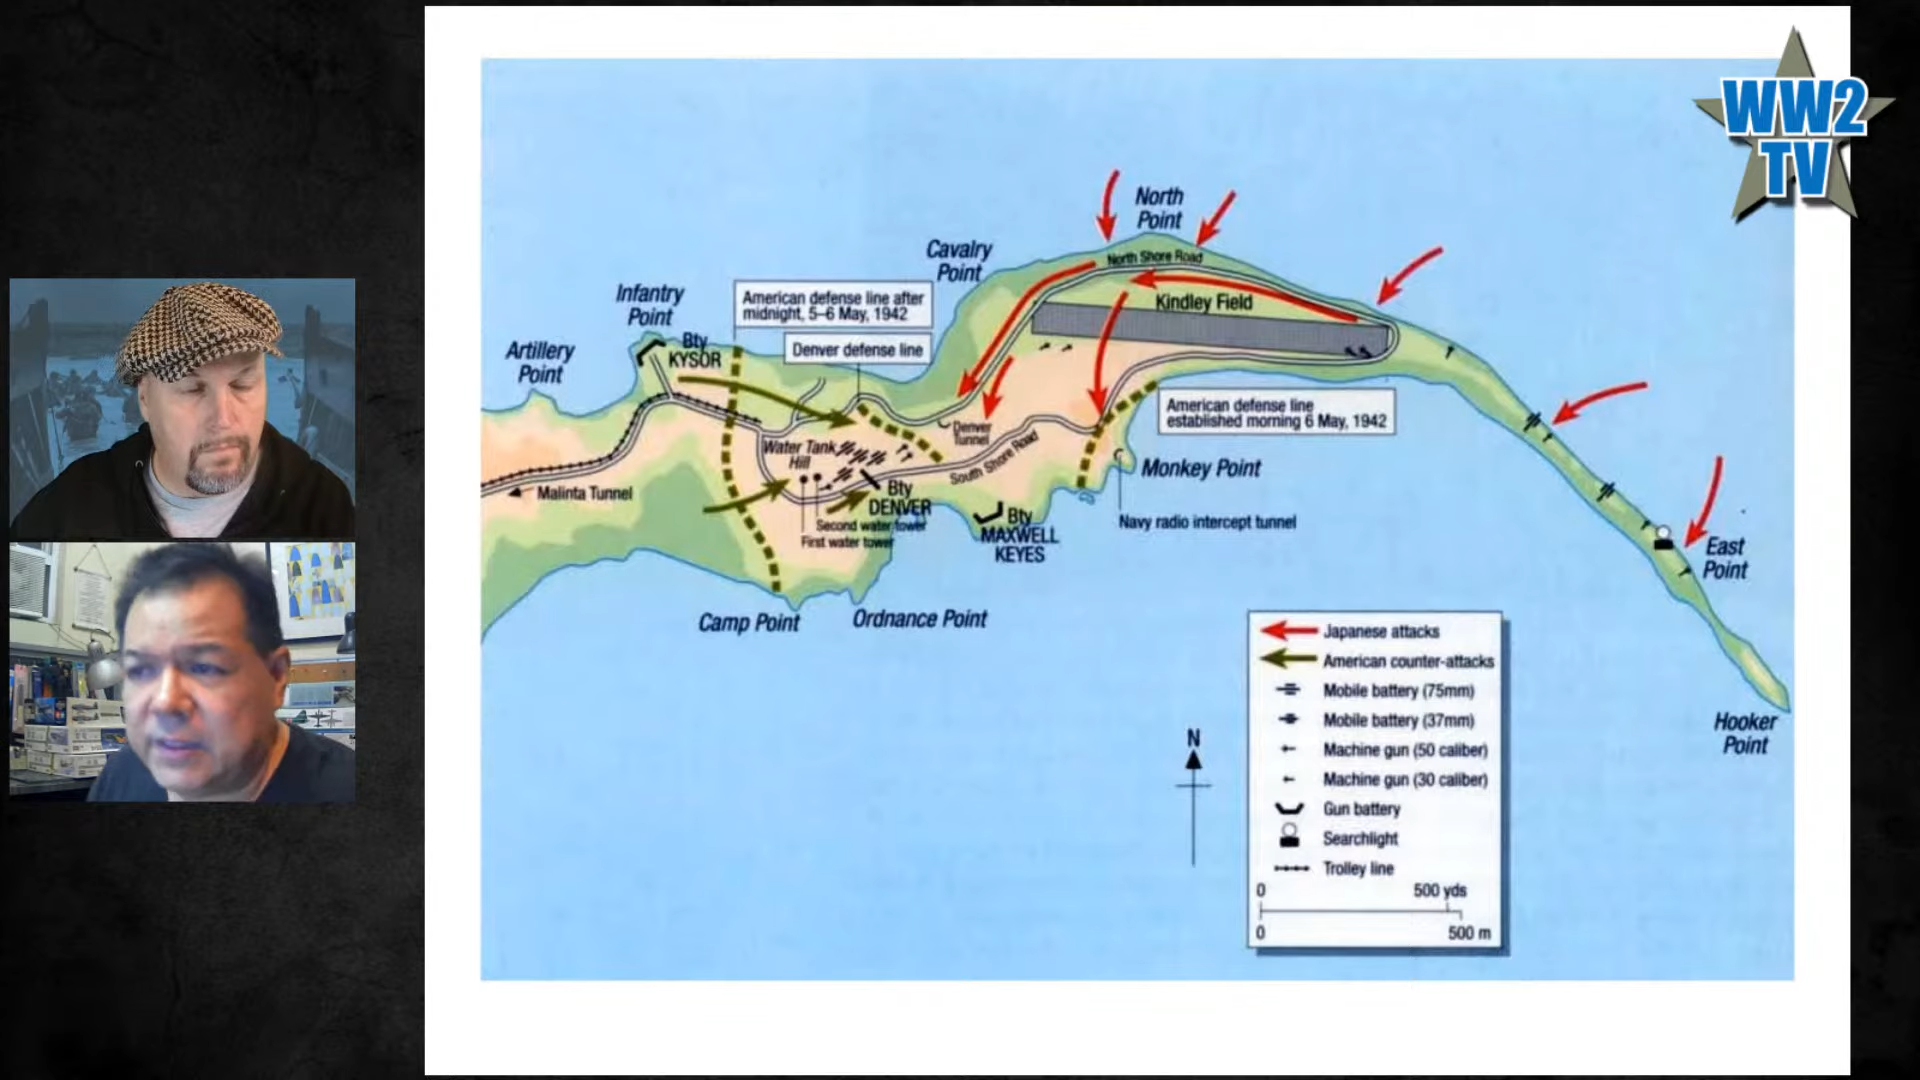 WW2
TV
North
Point
Cavalry
Point
North Shore Road
Infantry
Point
American defense line after
midnight, 5–6 May, 1942
Kindley Field
Artillery
Point
Bty
KYSOR
Denver defense line
American defense line
established morning 6 May, 1942
Denver
Tunnel
Water Tank
Hill
South Shore Road
Monkey Point
Malinta Tunnel
Bty
DENVER
Second water tower
First water tower
Bty
MAXWELL
KEYES
Navy radio intercept tunnel
East
Point
Camp Point
Ordnance Point
Hooker
Point
Japanese attacks
American counter-attacks
Mobile battery (75mm)
Mobile battery (37mm)
Machine gun (50 caliber)
Machine gun (30 caliber)
Gun battery
Searchlight
Trolley line
0 500 yds
0 500 m
N